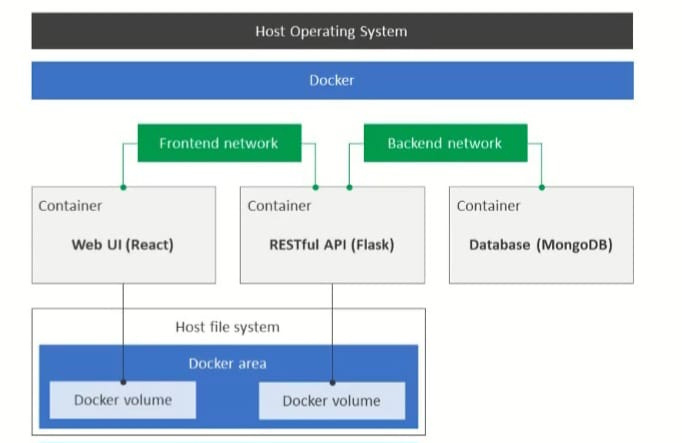 Host Operating System
Docker
Frontend network
Backend network
Container
Web UI (React)
Container
RESTful API (Flask)
Container
Database (MongoDB)
Host file system
Docker area
Docker volume
Docker volume